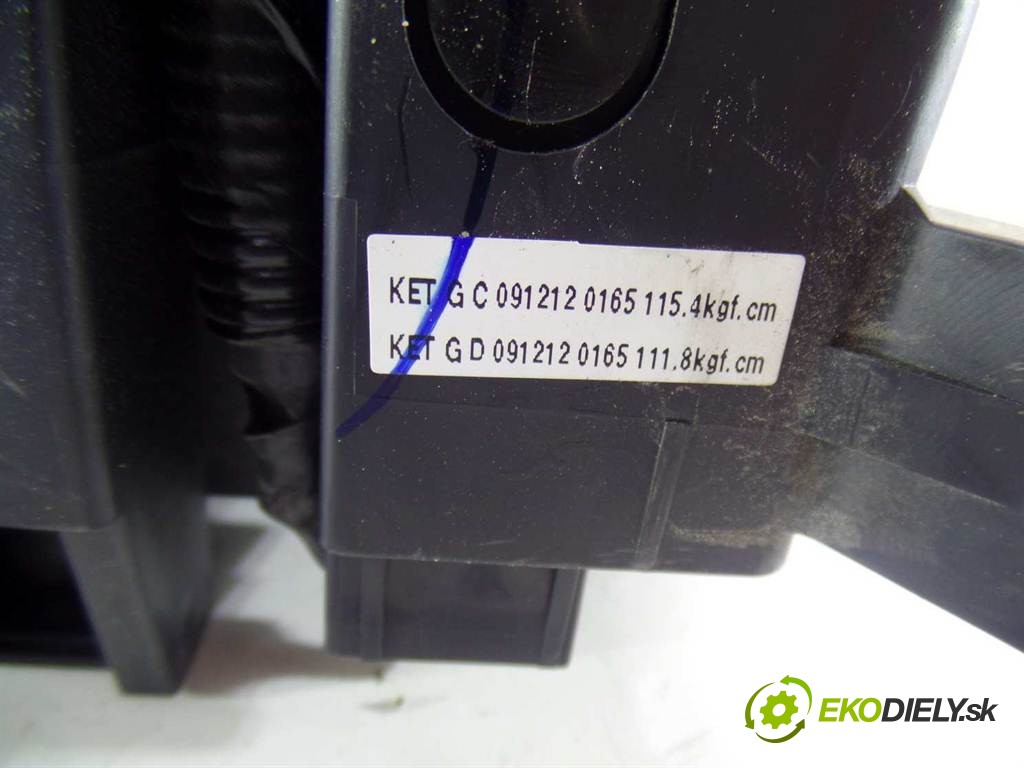 KET G C 091212 0165 115.4kgf.cm
KET G D 091212 0165 111.8kgf.cm
EKODIELY.sk